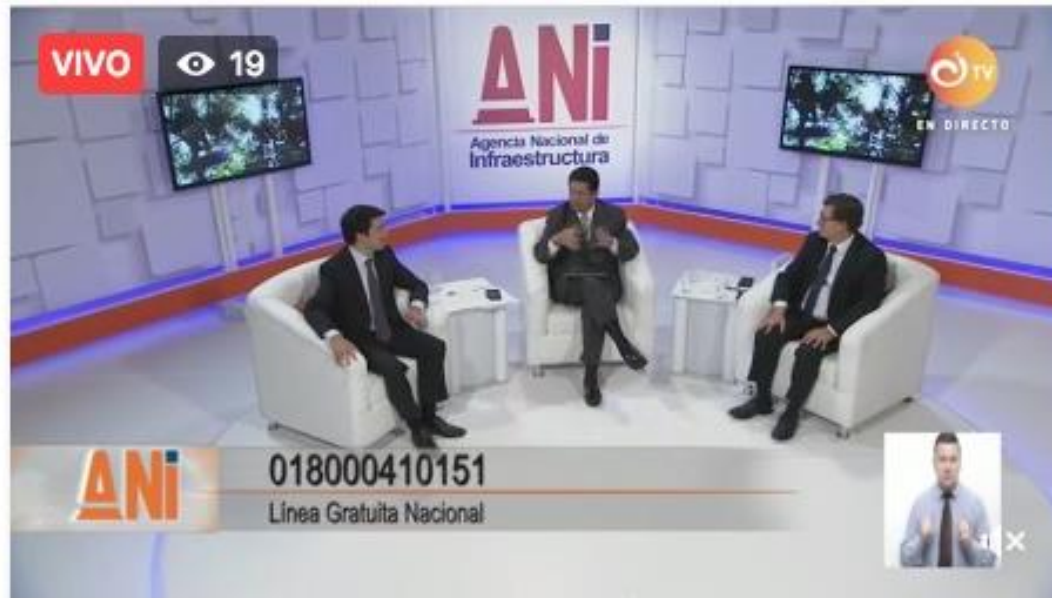 VIVO 19
ANi
Agencia Nacional de
Infraestructura
TV
EN DIRECTO
ANi
018000410151
Línea Gratuita Nacional